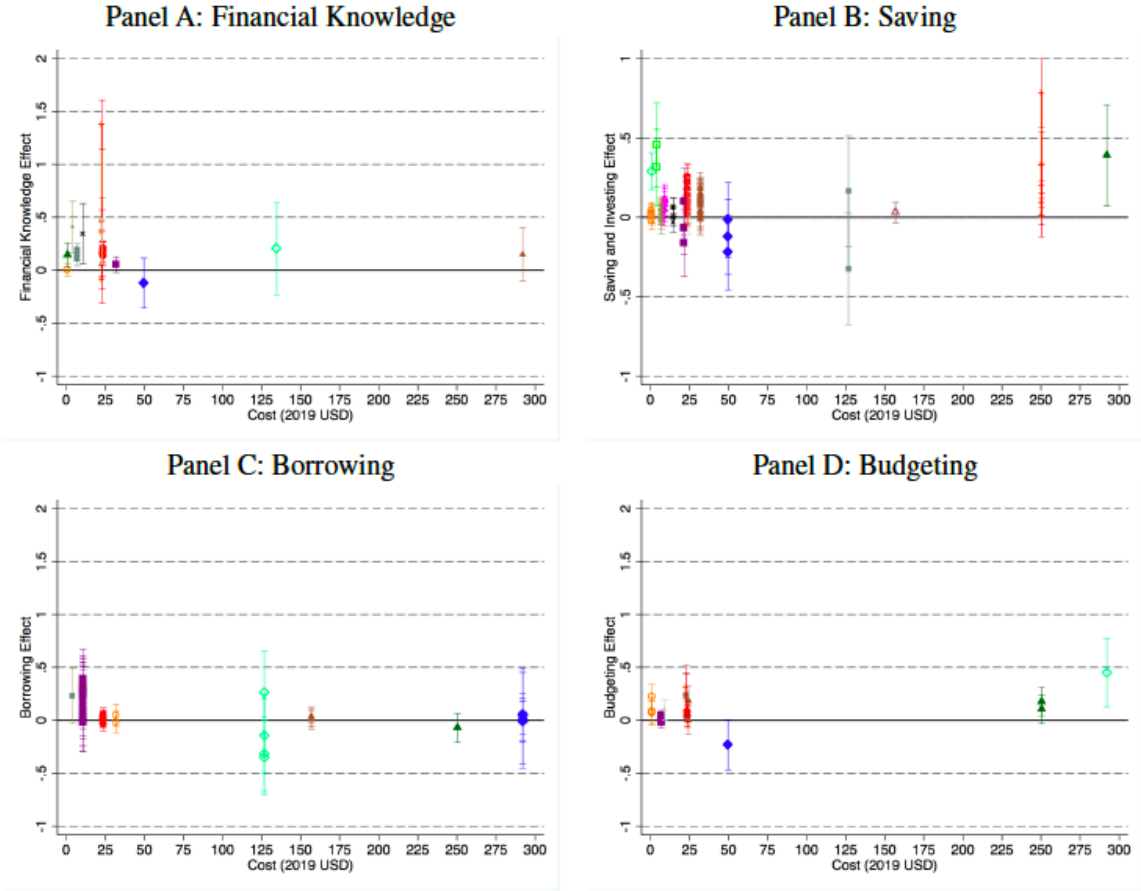 Panel A: Financial Knowledge
Financial Knowledge Effect
2
1.5
1
.5
0
-.5
-1
0 25 50 75 100 125 150 175 200 225 250 275 300
Cost (2019 USD)
Panel B: Saving
Saving and Investing Effect
1
.5
0
-.5
-1
0 25 50 75 100 125 150 175 200 225 250 275 300
Cost (2019 USD)
Panel C: Borrowing
Borrowing Effect
2
1.5
1
.5
0
-.5
-1
0 25 50 75 100 125 150 175 200 225 250 275 300
Cost (2019 USD)
Panel D: Budgeting
Budgeting Effect
2
1.5
1
.5
0
-.5
-1
0 25 50 75 100 125 150 175 200 225 250 275 300
Cost (2019 USD)